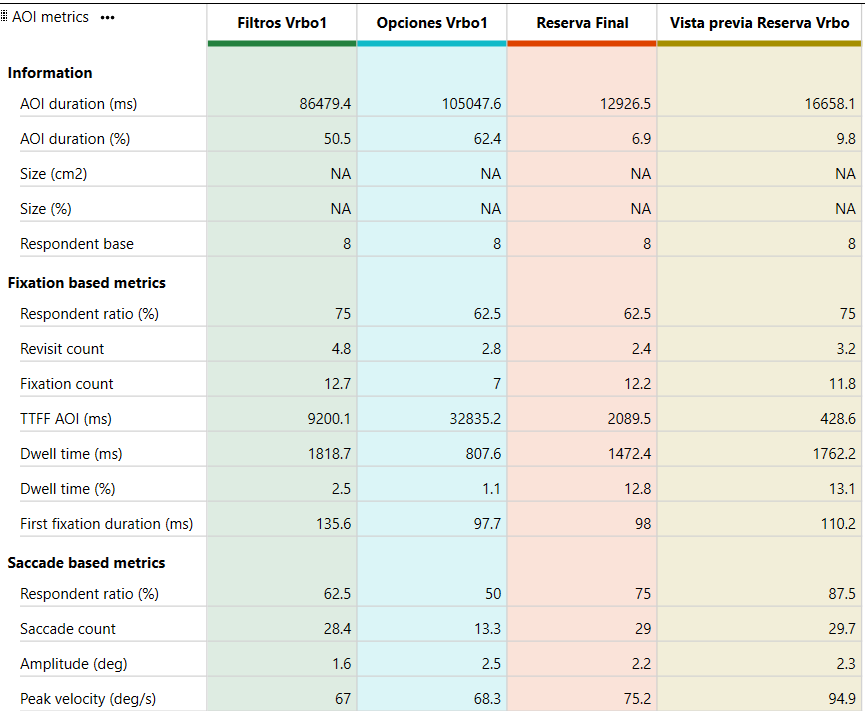 AOI metrics ••• Filtros Vrbo1 Opciones Vrbo1 Reserva Final Vista previa Reserva Vrbo
Information
AOI duration (ms) 86479.4 105047.6 12926.5 16658.1
AOI duration (%) 50.5 62.4 6.9 9.8
Size (cm2) NA NA NA NA
Size (%) NA NA NA NA
Respondent base 8 8 8 8
Fixation based metrics
Respondent ratio (%) 75 62.5 62.5 75
Revisit count 4.8 2.8 2.4 3.2
Fixation count 12.7 7 12.2 11.8
TTFF AOI (ms) 9200.1 32835.2 2089.5 428.6
Dwell time (ms) 1818.7 807.6 1472.4 1762.2
Dwell time (%) 2.5 1.1 12.8 13.1
First fixation duration (ms) 135.6 97.7 98 110.2
Saccade based metrics
Respondent ratio (%) 62.5 50 75 87.5
Saccade count 28.4 13.3 29 29.7
Amplitude (deg) 1.6 2.5 2.2 2.3
Peak velocity (deg/s) 67 68.3 75.2 94.9